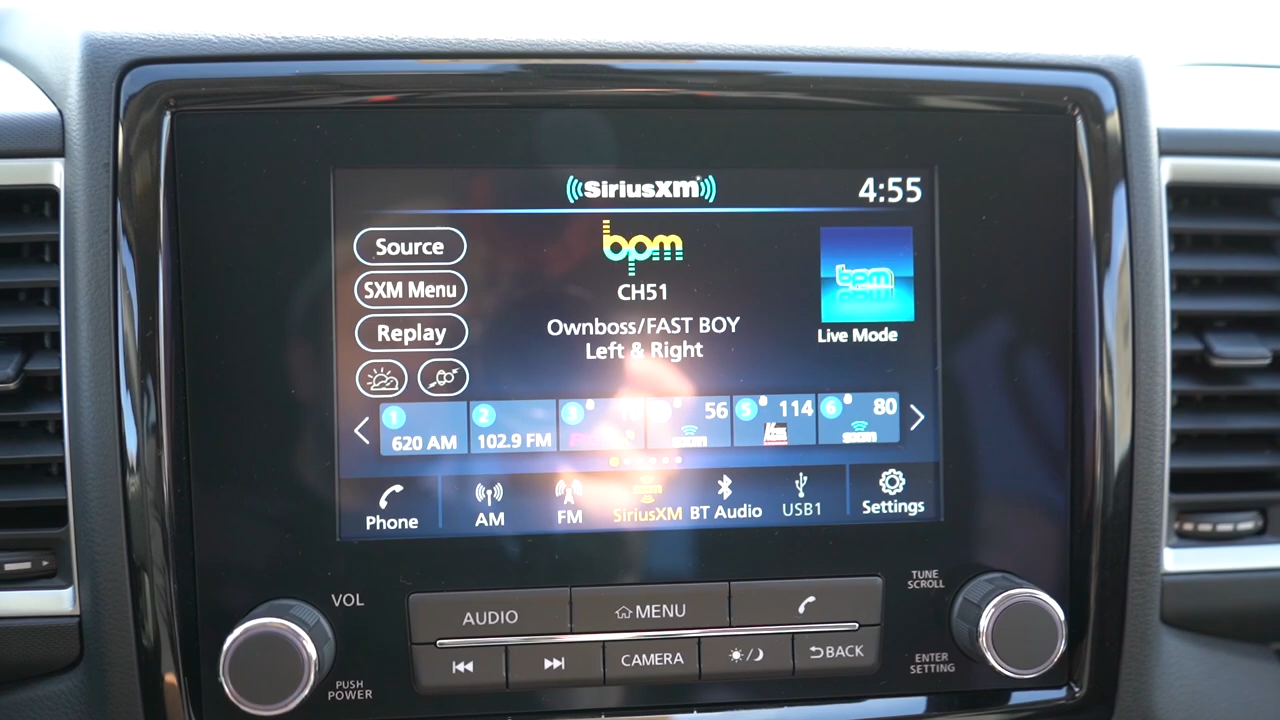 SiriusXM
4:55
Source
bpm
SXM Menu
CH51
bpm
Replay
Ownboss/FAST BOY
Left & Right
Live Mode
1
620 AM
2
102.9 FM
3
56
5
114
6
80
Phone
AM
FM
SiriusXM
BT Audio
USB1
Settings
VOL
PUSH
POWER
AUDIO
MENU
CAMERA
BACK
TUNE
SCROLL
ENTER
SETTING